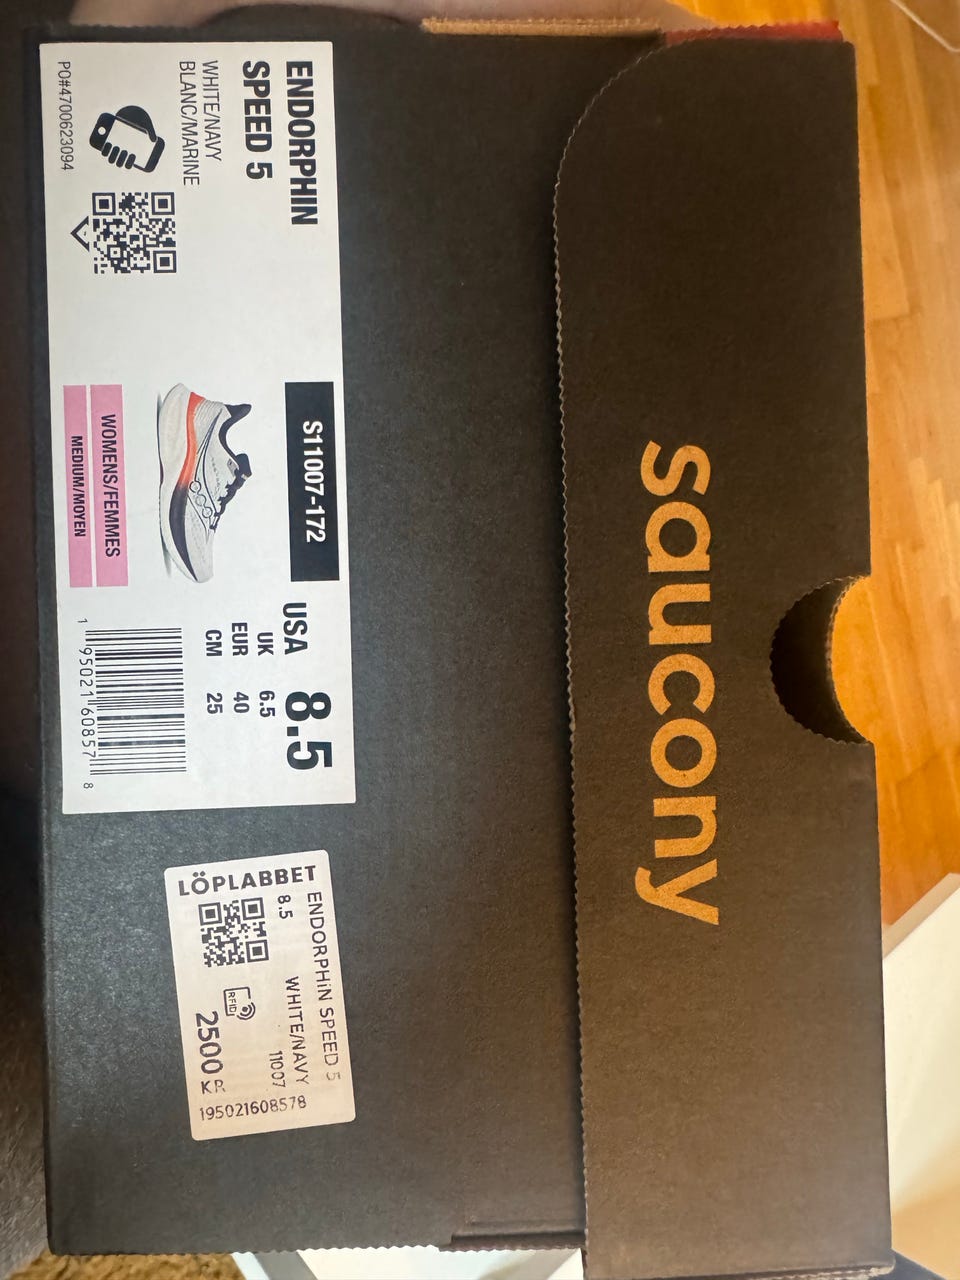 saucony
ENDORPHIN
SPEED 5
WHITE/NAVY
BLANC/MARINE
PO#4700623094
S11007-172
WOMENS/FEMMES
MEDIUM/MOYEN
USA 8.5
UK 6.5
EUR 40
CM 25
1 95021 60857 8
LÖPLABBET
ENDORPHIN SPEED 5
8.5 WHITE/NAVY
11007
RFID
2500 KR
195021608578